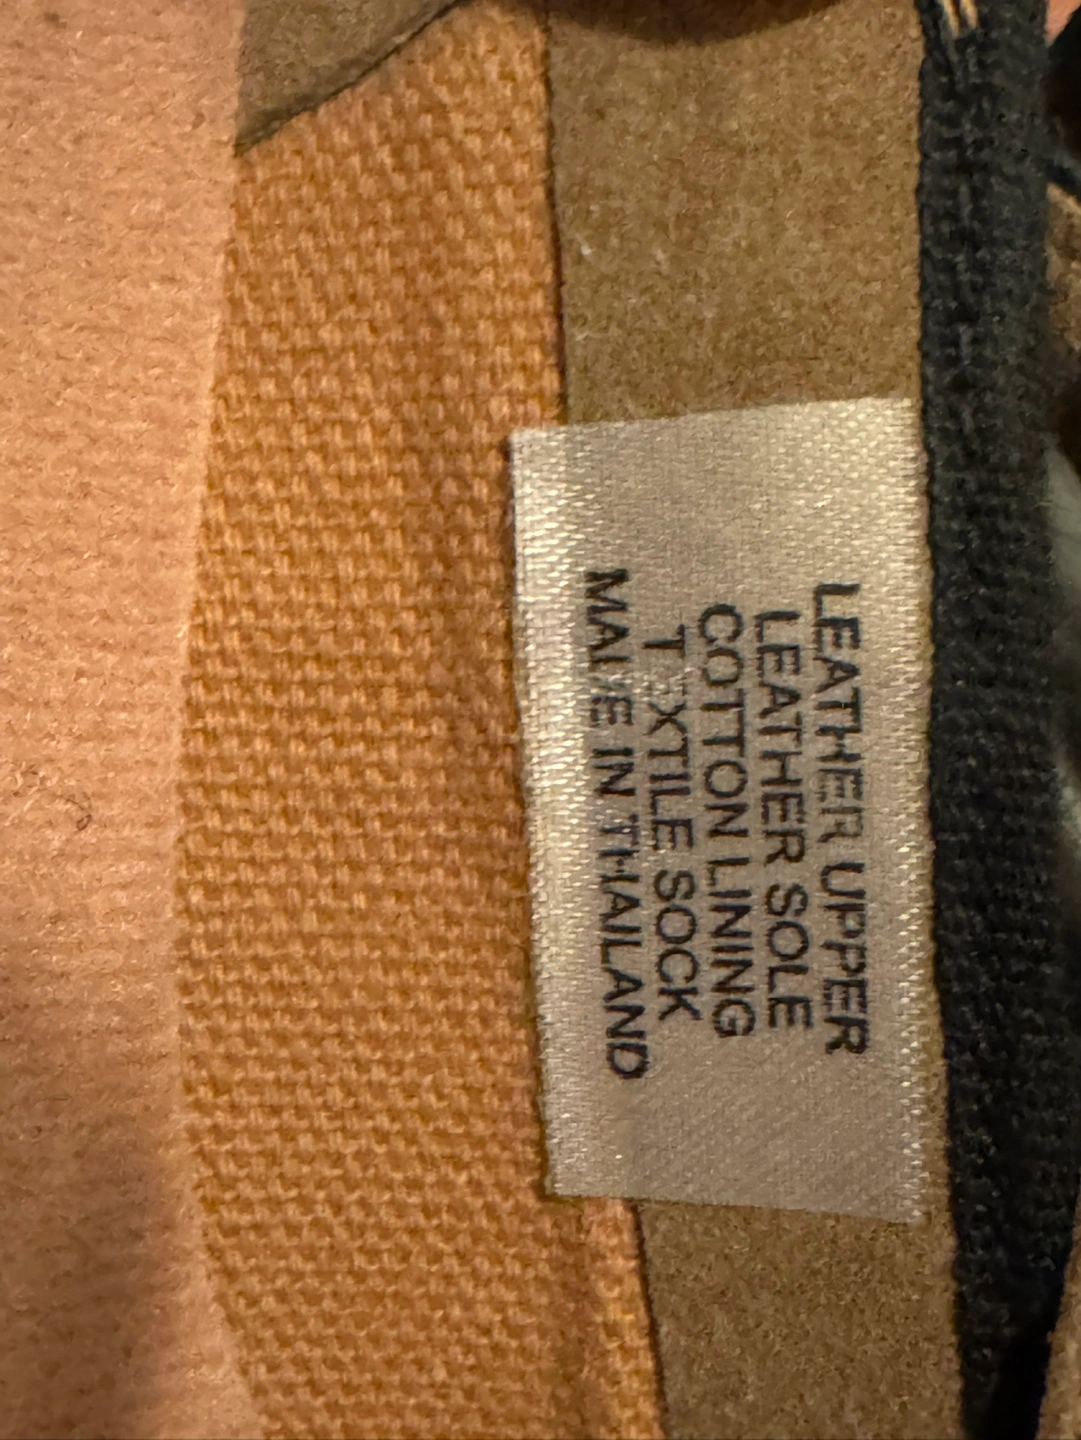 LEATHER UPPER
LEATHER SOLE
COTTON LINING
TEXTILE SOCK
MADE IN THAILAND